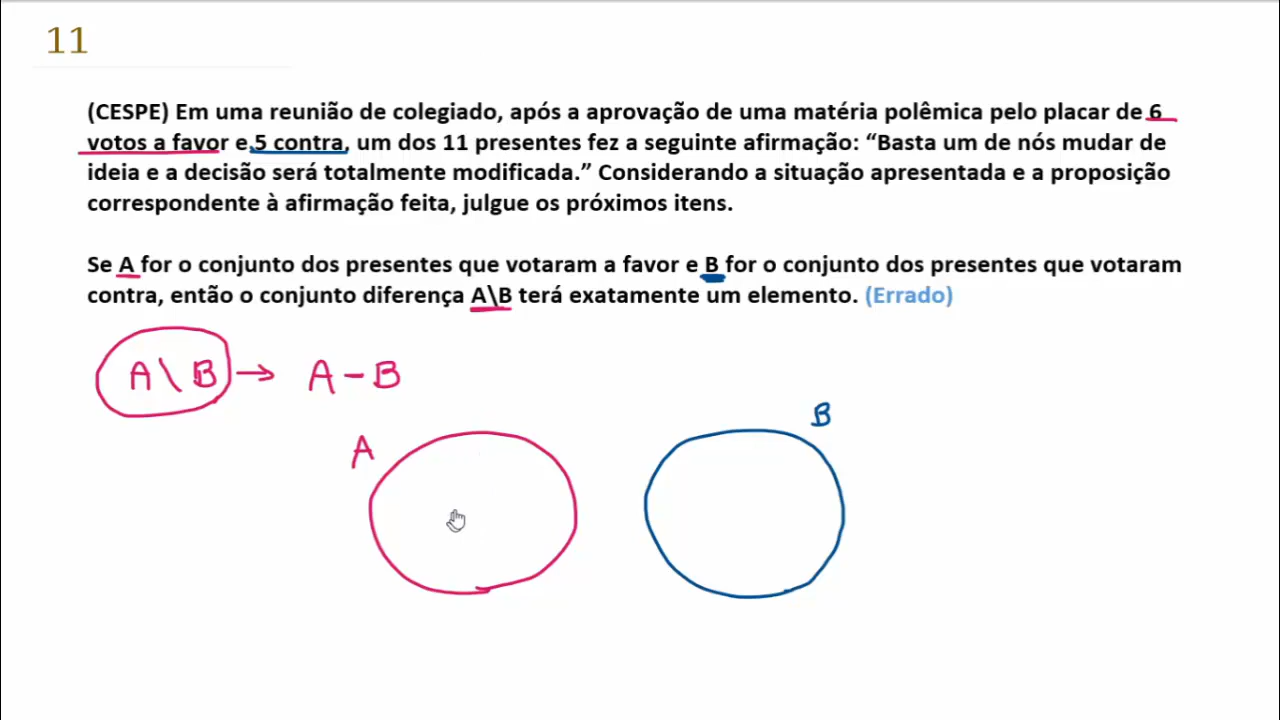 11
(CESPE) Em uma reunião de colegiado, após a aprovação de uma matéria polêmica pelo placar de 6
votos a favor e 5 contra, um dos 11 presentes fez a seguinte afirmação: “Basta um de nós mudar de
ideia e a decisão será totalmente modificada.” Considerando a situação apresentada e a proposição
correspondente à afirmação feita, julgue os próximos itens.
Se A for o conjunto dos presentes que votaram a favor e B for o conjunto dos presentes que votaram
contra, então o conjunto diferença A\B terá exatamente um elemento. (Errado)
A \ B → A - B
A
B